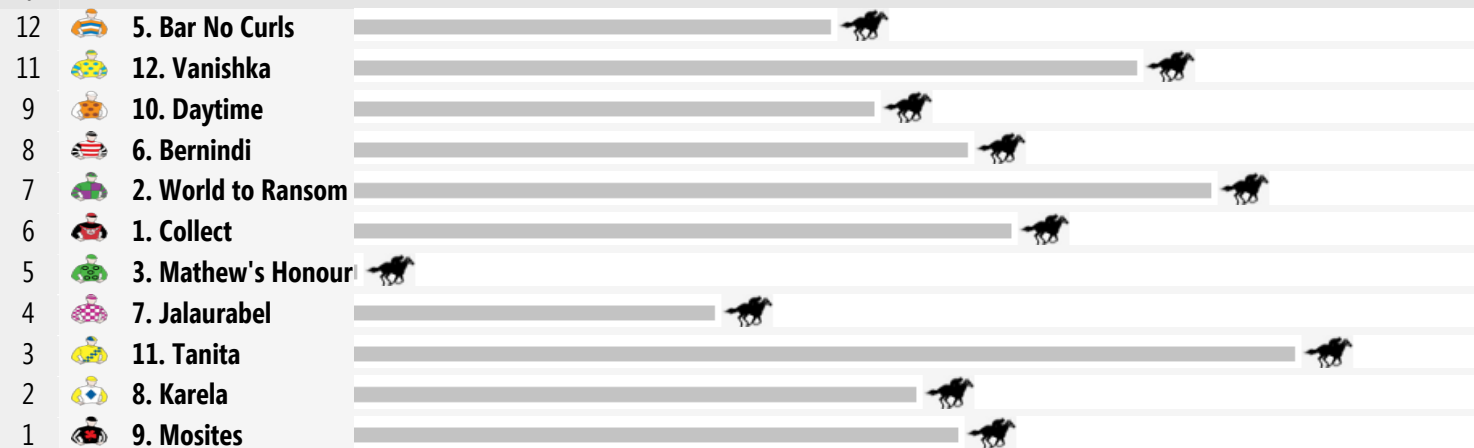 12 5. Bar No Curls
11 12. Vanishka
9 10. Daytime
8 6. Bernindi
7 2. World to Ransom
6 1. Collect
5 3. Mathew's Honour
4 7. Jalaurabel
3 11. Tanita
2 8. Karela
1 9. Mosites